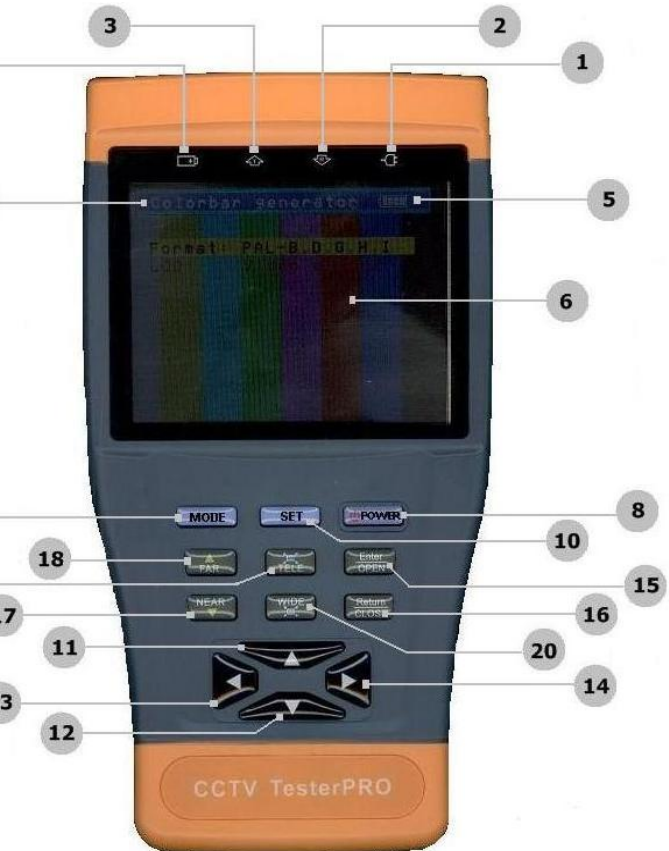 3
2
1
Colorbar generator
5
Format: PAL-B.D.G.H.I
6
MODE
SET
POWER
8
10
18
FAR
TELE
Enter
OPEN
15
NEAR
WIDE
Return
CLOSE
16
11
20
14
12
CCTV TesterPRO